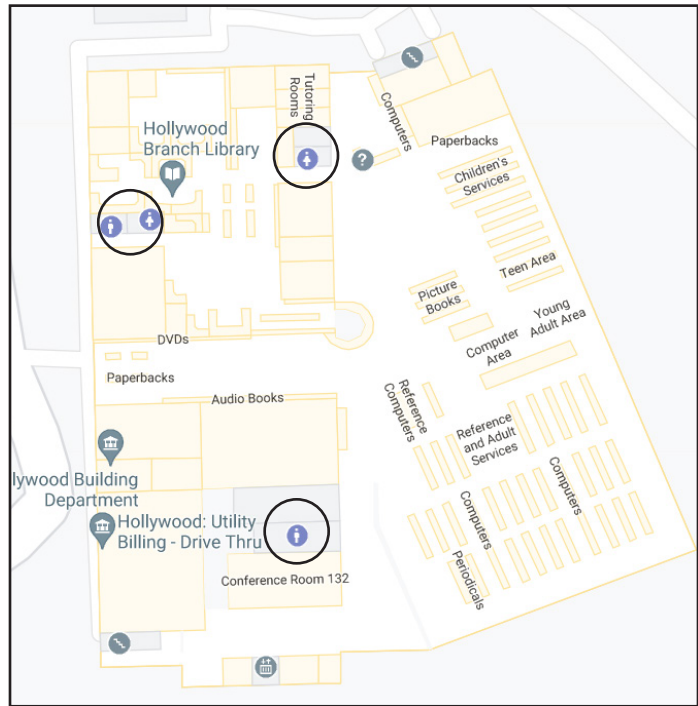 Tutoring
Rooms
Computers
Hollywood
Branch Library
?
Paperbacks
Children's
Services
Teen Area
Picture
Books
Young
Adult Area
Computer
Area
DVDs
Paperbacks
Audio Books
Reference
Computers
Reference
and Adult
Services
lywood Building
Department
Hollywood: Utility
Billing - Drive Thru
Computers
Computers
Periodicals
Conference Room 132